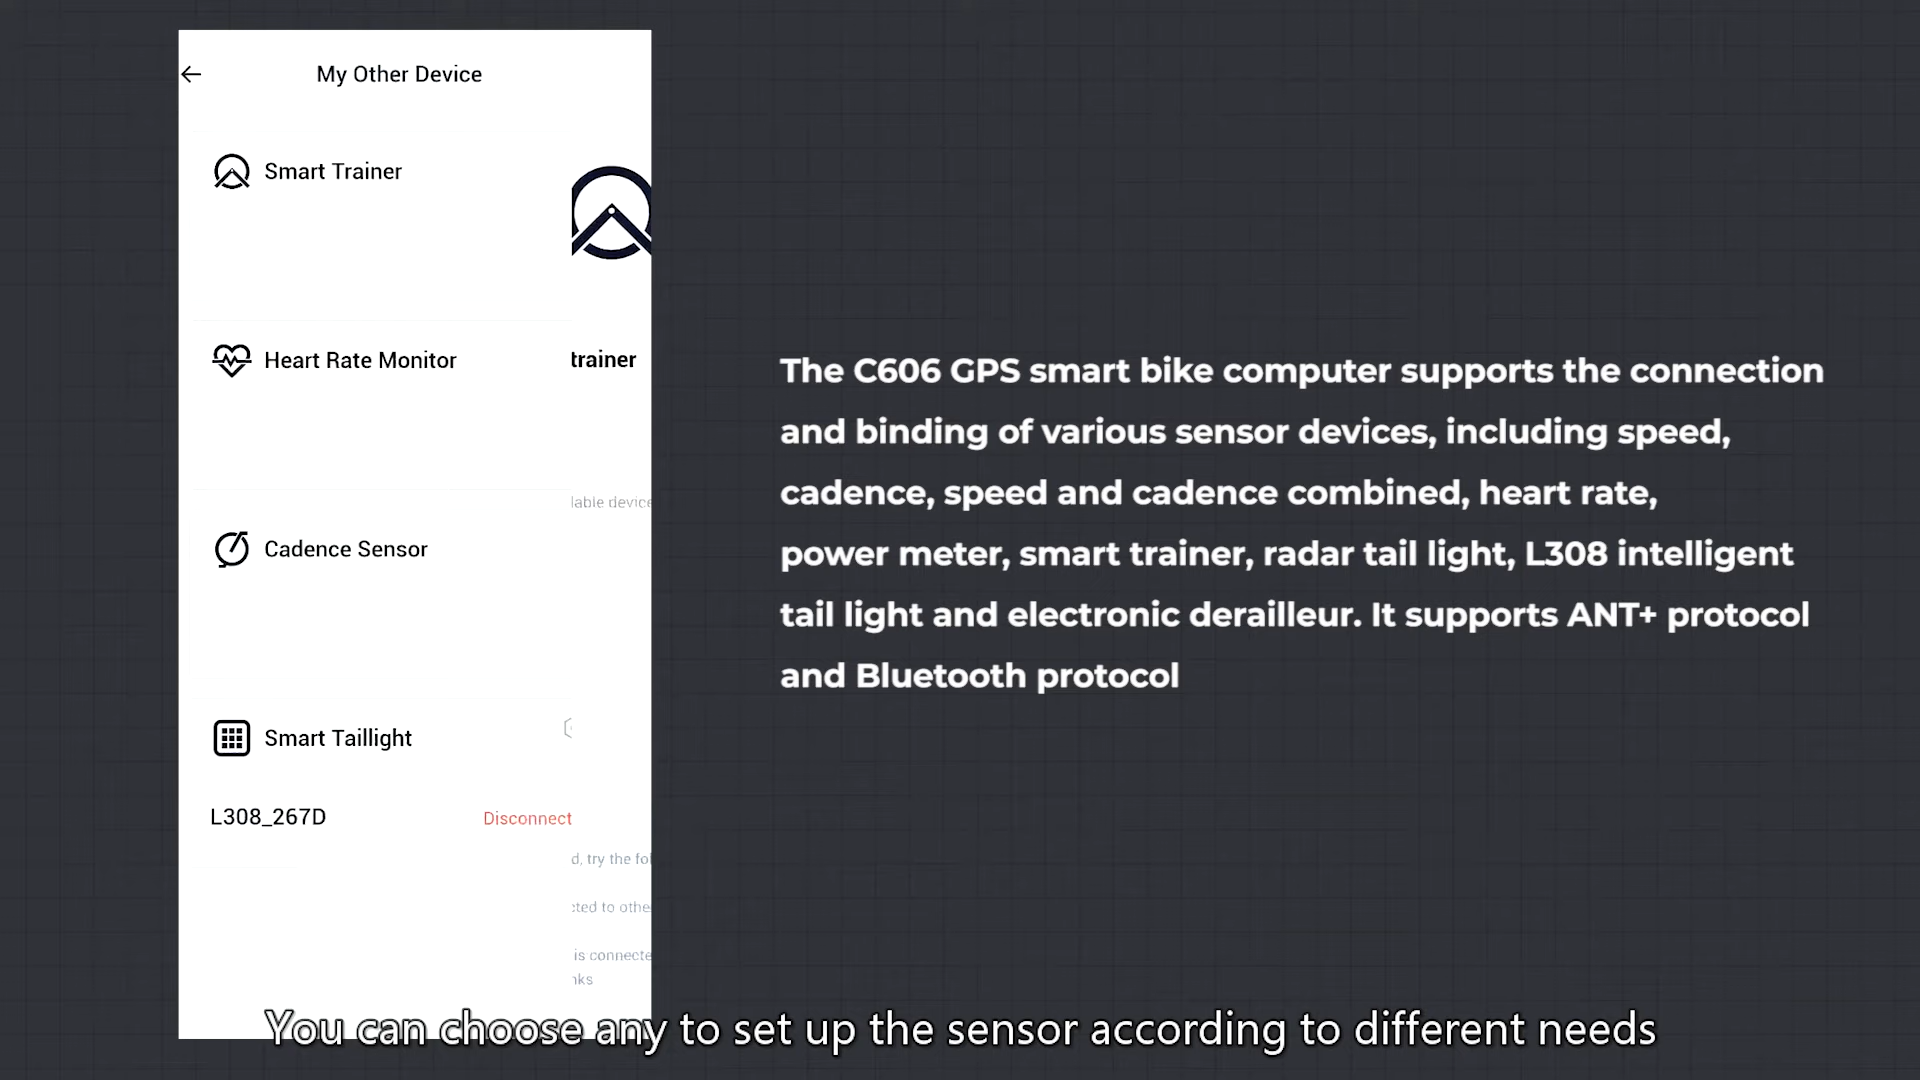 My Other Device
Smart Trainer
Heart Rate Monitor
trainer
lable device
Cadence Sensor
Smart Taillight
L308_267D
Disconnect
d, try the fol
cted to othe
is connecte
nks
The C606 GPS smart bike computer supports the connection
and binding of various sensor devices, including speed,
cadence, speed and cadence combined, heart rate,
power meter, smart trainer, radar tail light, L308 intelligent
tail light and electronic derailleur. It supports ANT+ protocol
and Bluetooth protocol
You can choose any to set up the sensor according to different needs